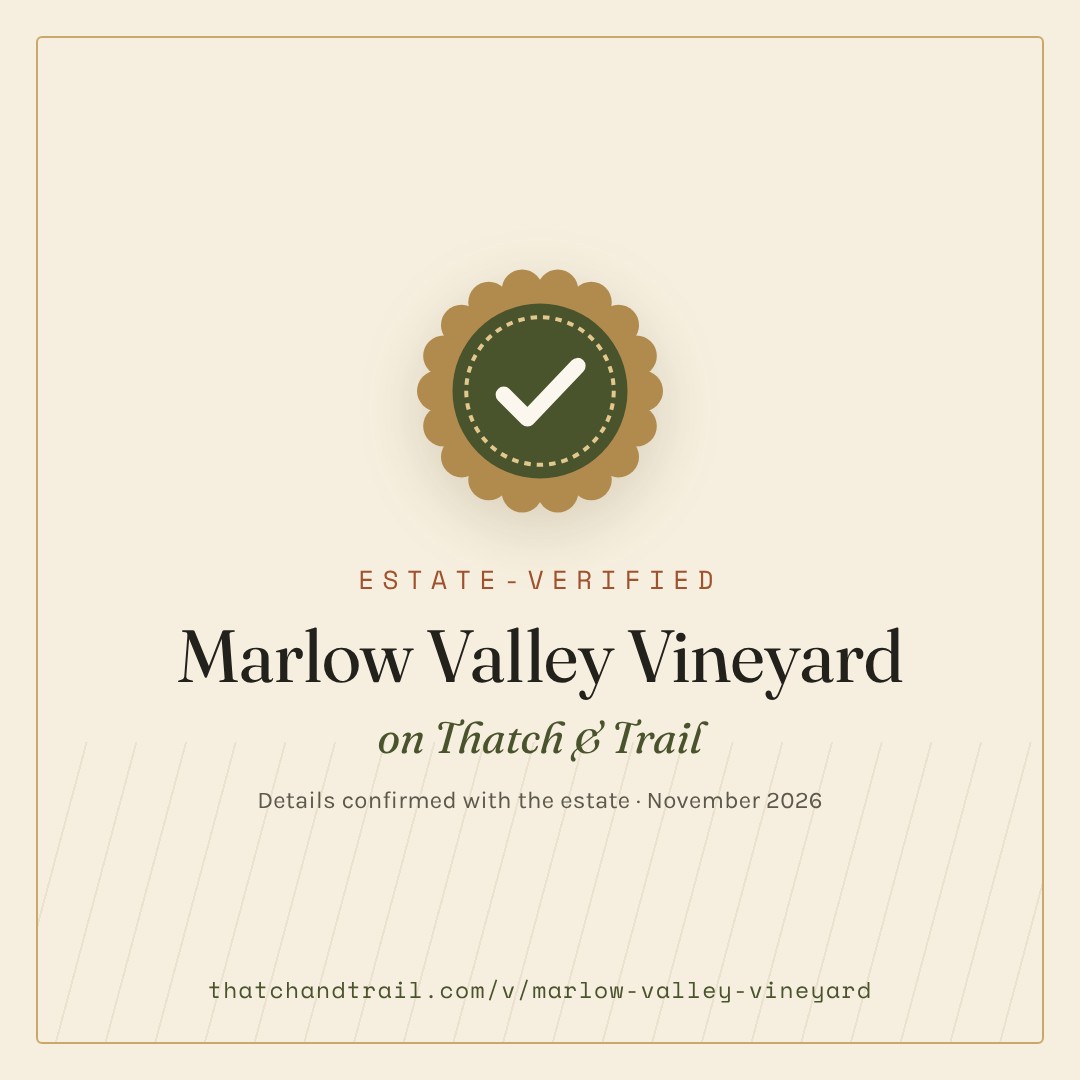 ESTATE-VERIFIED
Marlow Valley Vineyard
on Thatch & Trail
Details confirmed with the estate · November 2026
thatchandtrail.com/v/marlow-valley-vineyard